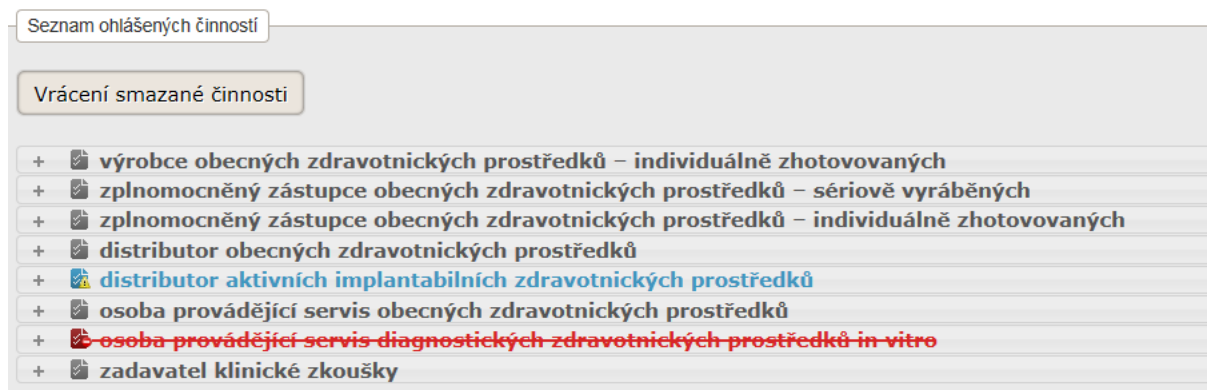 Seznam ohlášených činností
Vrácení smazané činnosti
+ výrobce obecných zdravotnických prostředků – individuálně zhotovovaných
+ zplnomocněný zástupce obecných zdravotnických prostředků – sériově vyráběných
+ zplnomocněný zástupce obecných zdravotnických prostředků – individuálně zhotovovaných
+ distributor obecných zdravotnických prostředků
+ distributor aktivních implantabilních zdravotnických prostředků
+ osoba provádějící servis obecných zdravotnických prostředků
+ osoba provádějící servis diagnostických zdravotnických prostředků in vitro
+ zadavatel klinické zkoušky